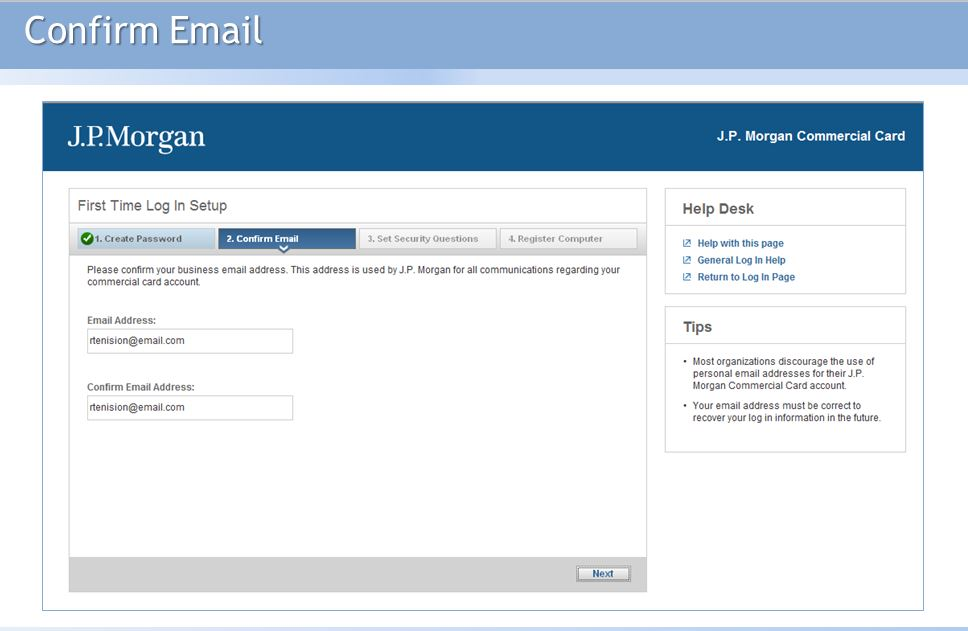 Confirm Email
J.P.Morgan
J.P. Morgan Commercial Card
First Time Log In Setup
1. Create Password
2. Confirm Email
3. Set Security Questions
4. Register Computer
Please confirm your business email address. This address is used by J.P. Morgan for all communications regarding your
commercial card account.
Email Address:
rtenision@email.com
Confirm Email Address:
rtenision@email.com
Next
Help Desk
Help with this page
General Log In Help
Return to Log In Page
Tips
• Most organizations discourage the use of
personal email addresses for their J.P.
Morgan Commercial Card account.
• Your email address must be correct to
recover your log in information in the future.